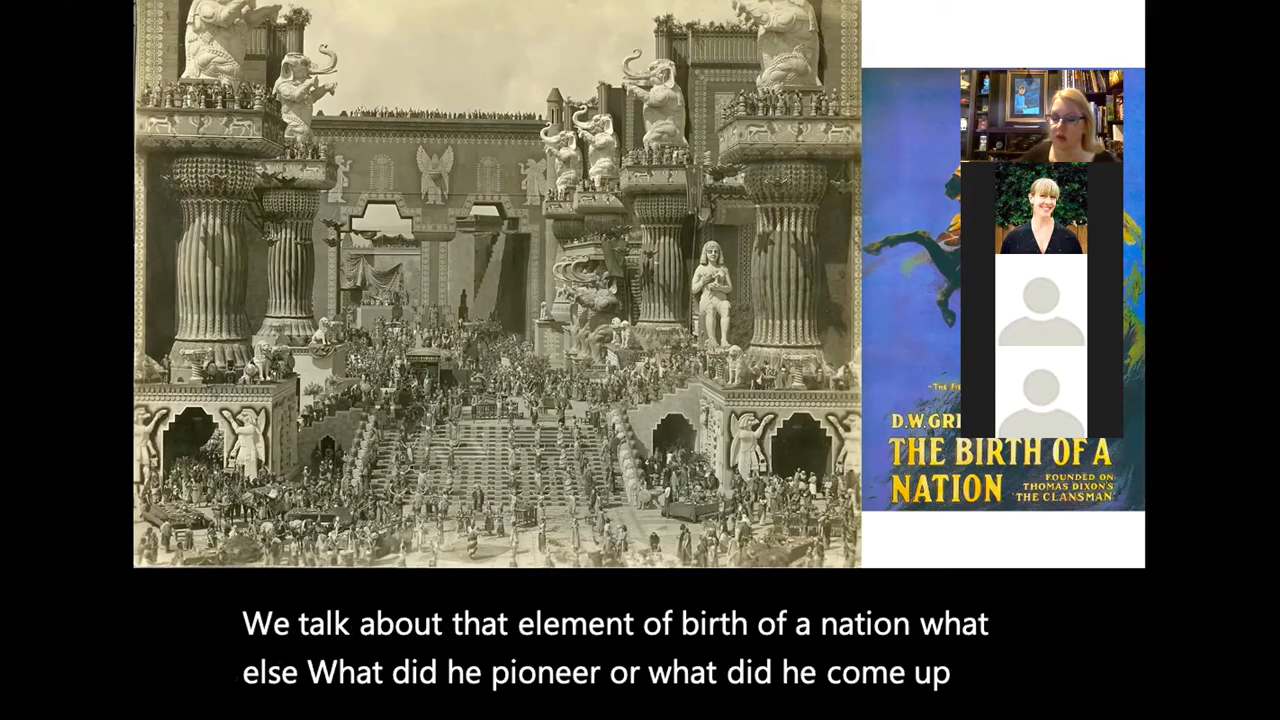 "THE
D.W.GRI
THE BIRTH OF A
NATION
FOUNDED ON
THOMAS DIXON'S
"THE CLANSMAN"
We talk about that element of birth of a nation what
else What did he pioneer or what did he come up